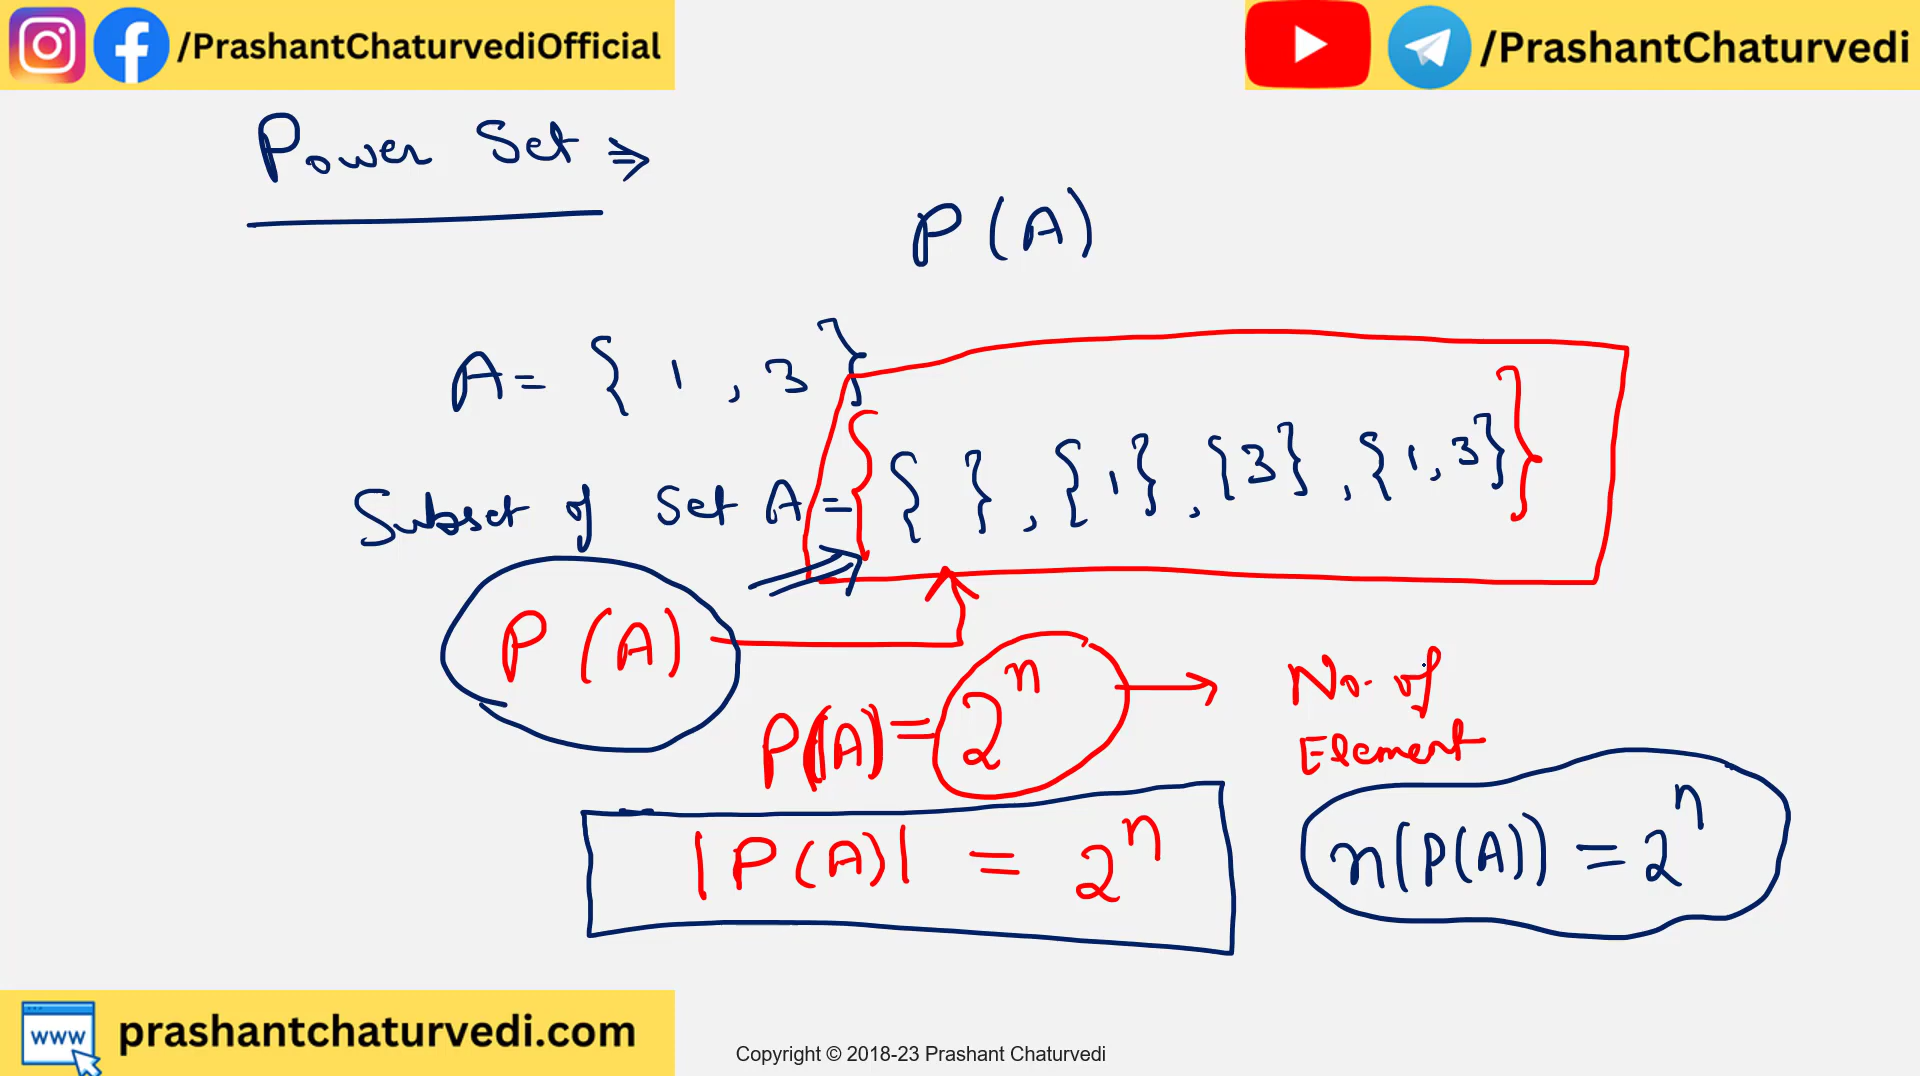 /PrashantChaturvediOfficial
/PrashantChaturvedi
Power Set ⇒
P(A)
A = { 1 , 3 }
Subset of Set A = { { } , {1} , {3} , {1,3} }
P(A)
P(A) = 2ⁿ → No. of Element
|P(A)| = 2ⁿ
n(P(A)) = 2ⁿ
www
prashantchaturvedi.com
Copyright © 2018-23 Prashant Chaturvedi